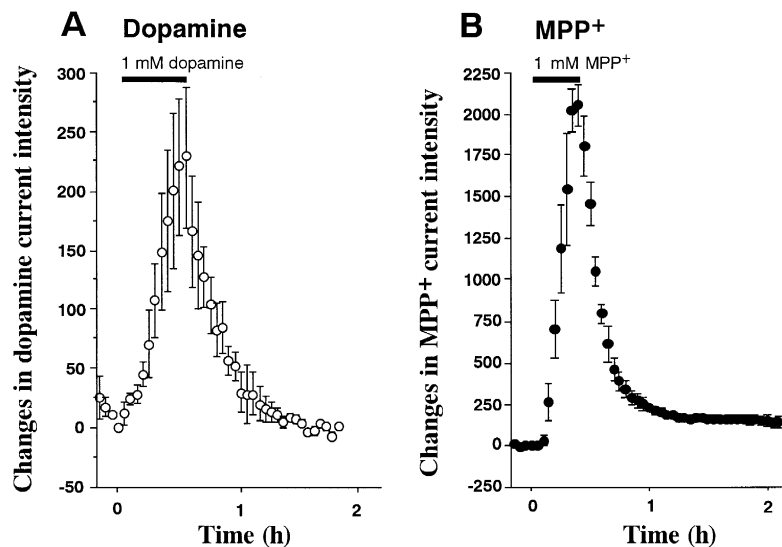 A Dopamine
1 mM dopamine
300
250
200
150
100
50
0
-50
Changes in dopamine current intensity
0 1 2
Time (h)
B MPP+
1 mM MPP+
2250
2000
1750
1500
1250
1000
750
500
250
0
-250
Changes in MPP+ current intensity
0 1 2
Time (h)